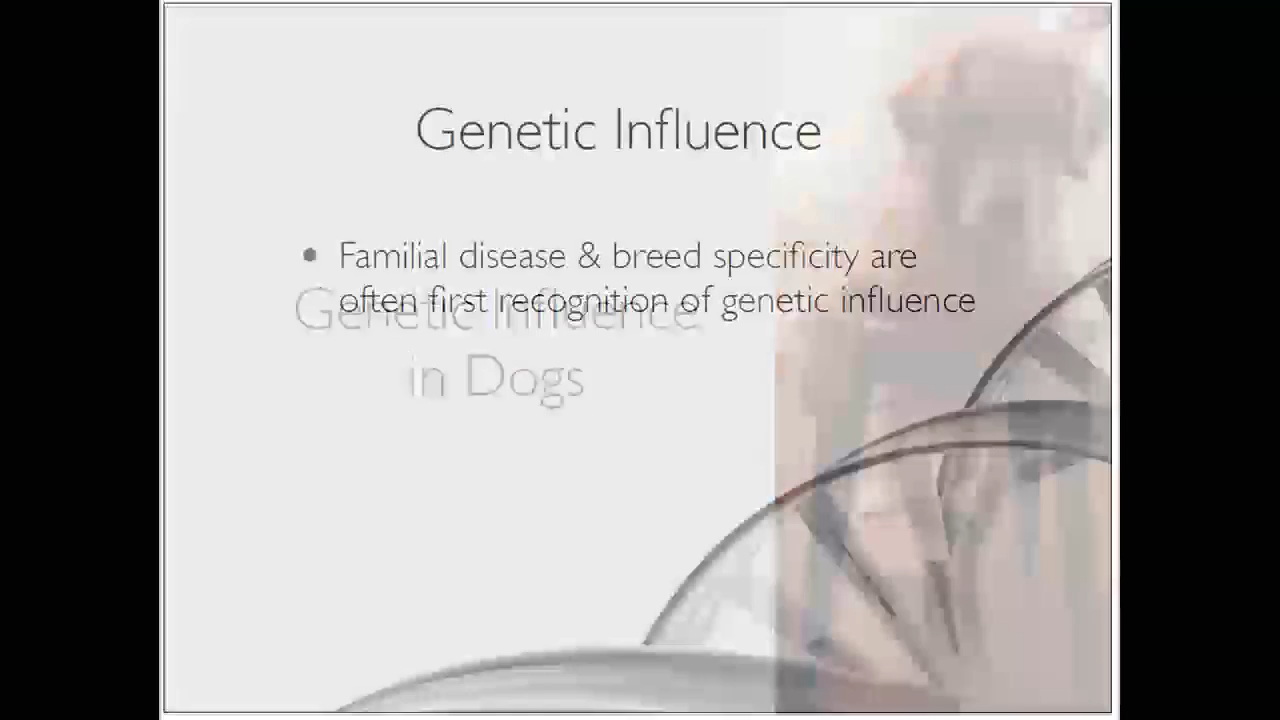 Genetic Influence
• Familial disease & breed specificity are
often first recognition of genetic influence
Genetic Influence
in Dogs